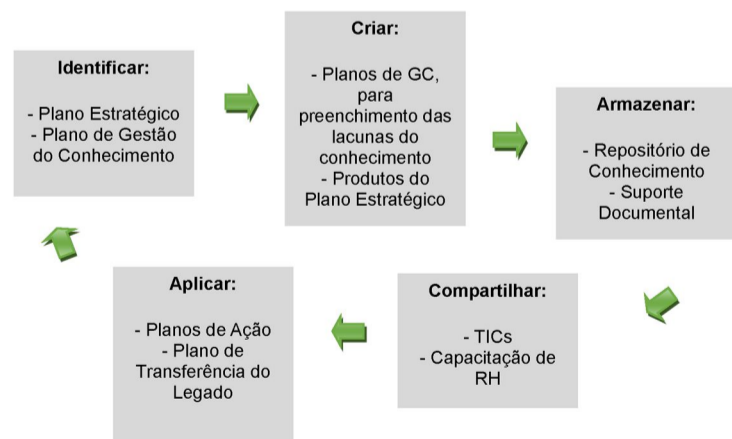 Identificar:
- Plano Estratégico
- Plano de Gestão
do Conhecimento
Criar:
- Planos de GC,
para
preenchimento das
lacunas do
conhecimento
- Produtos do
Plano Estratégico
Armazenar:
- Repositório de
Conhecimento
- Suporte
Documental
Compartilhar:
- TICs
- Capacitação de
RH
Aplicar:
- Planos de Ação
- Plano de
Transferência do
Legado